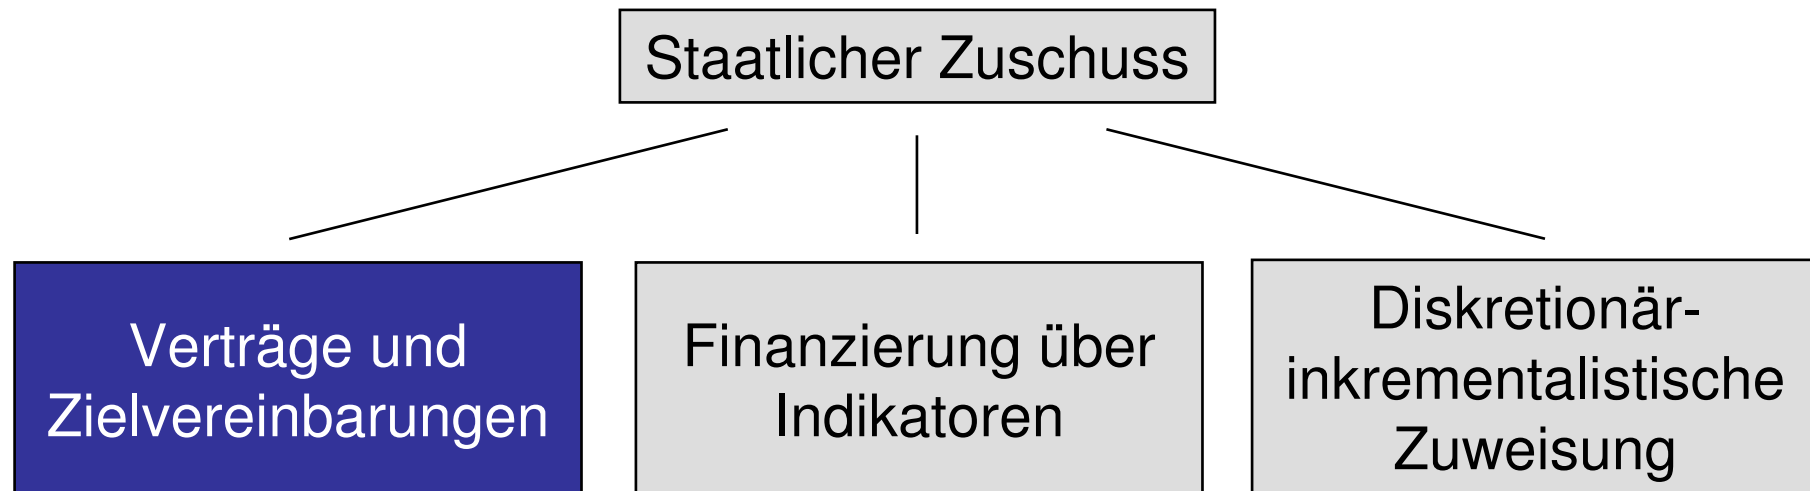 Staatlicher Zuschuss
Verträge und
Zielvereinbarungen
Finanzierung über
Indikatoren
Diskretionär-
inkrementalistische
Zuweisung